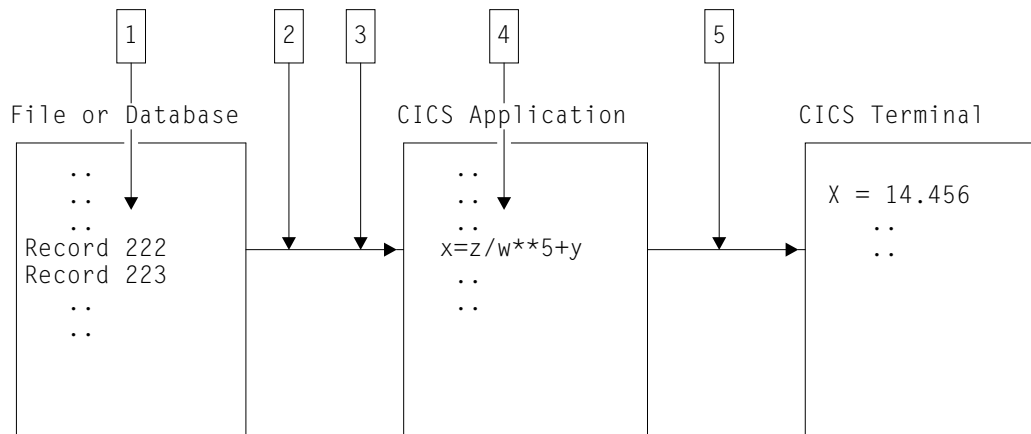 1
2
3
4
5
File or Database
CICS Application
CICS Terminal
..
..
..
Record 222
Record 223
..
..
..
..
..
x=z/w**5+y
..
..
X = 14.456
..
..